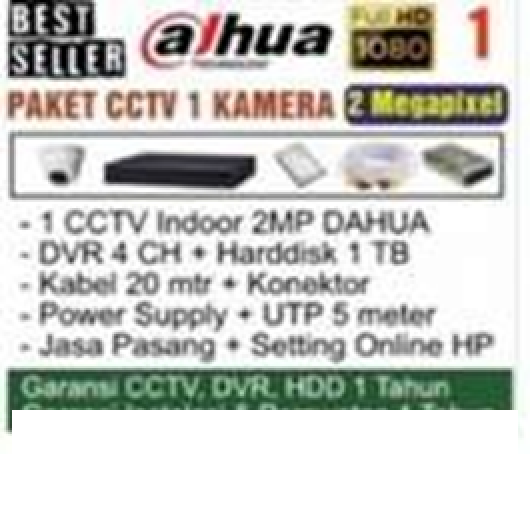 BEST
SELLER
alhua
TECHNOLOGY
Full HD
1080
1
PAKET CCTV 1 KAMERA 2 Megapixel
- 1 CCTV Indoor 2MP DAHUA
- DVR 4 CH + Harddisk 1 TB
- Kabel 20 mtr + Konektor
- Power Supply + UTP 5 meter
- Jasa Pasang + Setting Online HP
Garansi CCTV, DVR, HDD 1 Tahun